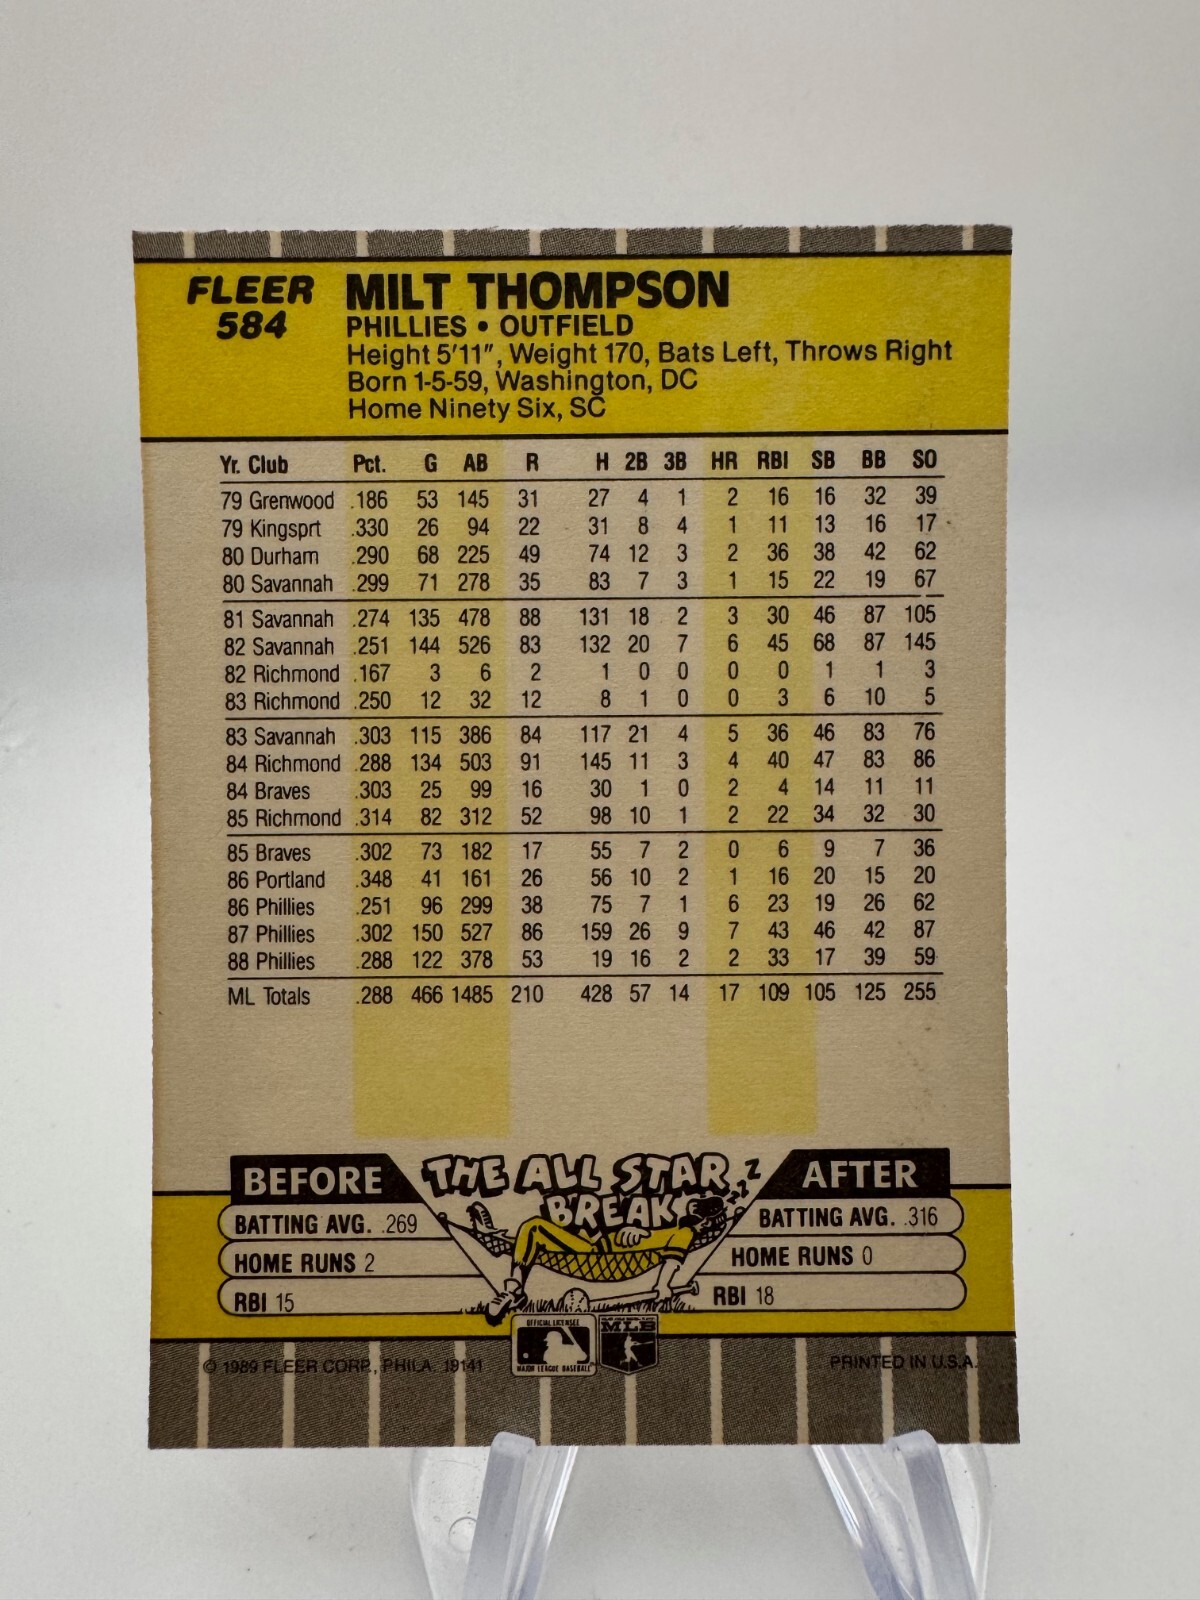 FLEER
584
MILT THOMPSON
PHILLIES • OUTFIELD
Height 5'11", Weight 170, Bats Left, Throws Right
Born 1-5-59, Washington, DC
Home Ninety Six, SC
Yr. Club Pct. G AB R H 2B 3B HR RBI SB BB SO
79 Grenwood .186 53 145 31 27 4 1 2 16 16 32 39
79 Kingsprt .330 26 94 22 31 8 4 1 11 13 16 17
80 Durham .290 68 225 49 74 12 3 2 36 38 42 62
80 Savannah .299 71 278 35 83 7 3 1 15 22 19 67
81 Savannah .274 135 478 88 131 18 2 3 30 46 87 105
82 Savannah .251 144 526 83 132 20 7 6 45 68 87 145
82 Richmond .167 3 6 2 1 0 0 0 0 1 1 3
83 Richmond .250 12 32 12 8 1 0 0 3 6 10 5
83 Savannah .303 115 386 84 117 21 4 5 36 46 83 76
84 Richmond .288 134 503 91 145 11 3 4 40 47 83 86
84 Braves .303 25 99 16 30 1 0 2 4 14 11 11
85 Richmond .314 82 312 52 98 10 1 2 22 34 32 30
85 Braves .302 73 182 17 55 7 2 0 6 9 7 36
86 Portland .348 41 161 26 56 10 2 1 16 20 15 20
86 Phillies .251 96 299 38 75 7 1 6 23 19 26 62
87 Phillies .302 150 527 86 159 26 9 7 43 46 42 87
88 Phillies .288 122 378 53 19 16 2 2 33 17 39 59
ML Totals .288 466 1485 210 428 57 14 17 109 105 125 255
BEFORE THE ALL STAR BREAK AFTER
Z Z Z Z
BATTING AVG. .269 BATTING AVG. .316
HOME RUNS 2 HOME RUNS 0
RBI 15 RBI 18
OFFICIAL LICENSEE
MAJOR LEAGUE BASEBALL
MLB
© 1989 FLEER CORP., PHILA. 19141 PRINTED IN U.S.A.